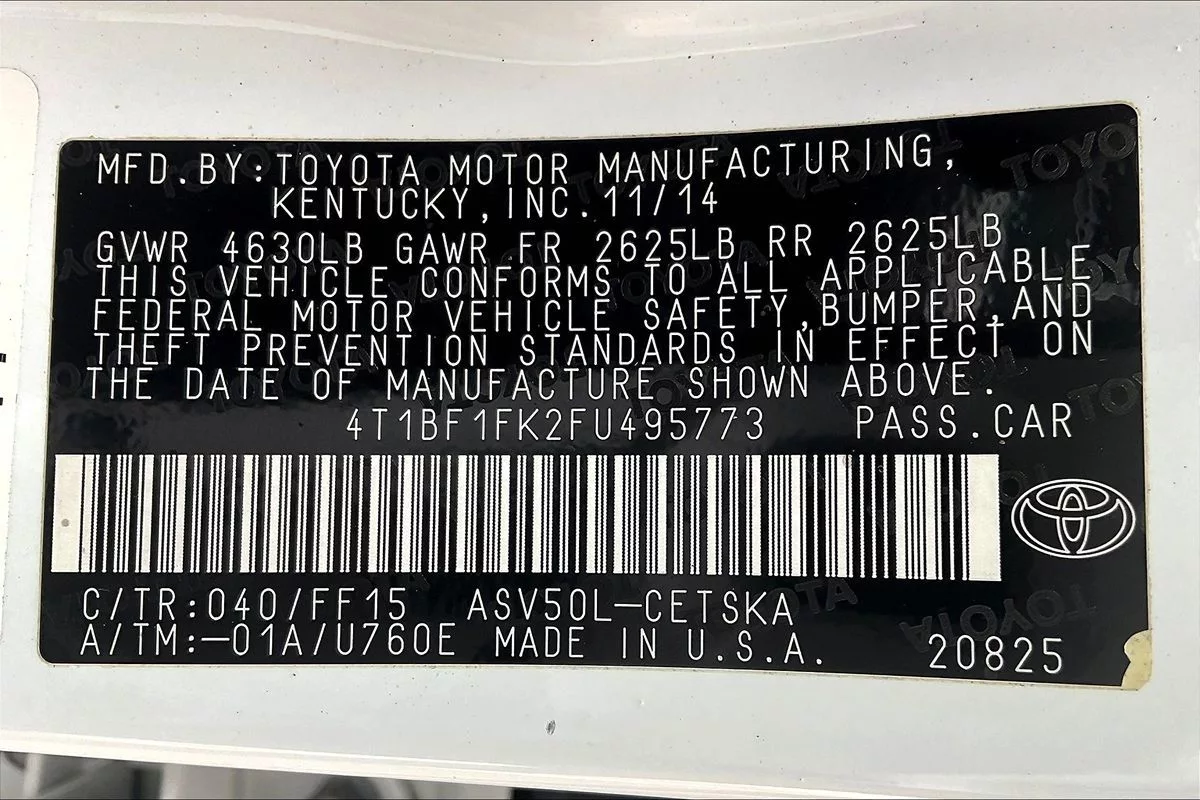 MFD.BY:TOYOTA MOTOR MANUFACTURING,
KENTUCKY,INC.11/14
GVWR 4630LB GAWR FR 2625LB RR 2625LB
THIS VEHICLE CONFORMS TO ALL APPLICABLE
FEDERAL MOTOR VEHICLE SAFETY,BUMPER,AND
THEFT PREVENTION STANDARDS IN EFFECT ON
THE DATE OF MANUFACTURE SHOWN ABOVE.
4T1BF1FK2FU495773 PASS.CAR
C/TR:040/FF15 ASV50L-CETSKA
A/TM:-01A/U760E MADE IN U.S.A. 20825